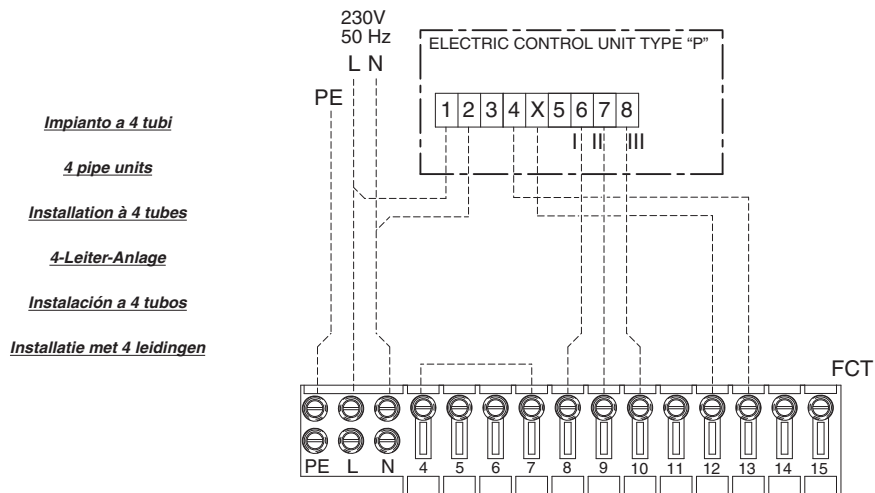 230V
50 Hz
L N
PE
ELECTRIC CONTROL UNIT TYPE “P”
1 2 3 4 X 5 6 7 8
I II III
Impianto a 4 tubi
4 pipe units
Installation à 4 tubes
4-Leiter-Anlage
Instalación a 4 tubos
Installatie met 4 leidingen
FCT
PE L N 4 5 6 7 8 9 10 11 12 13 14 15